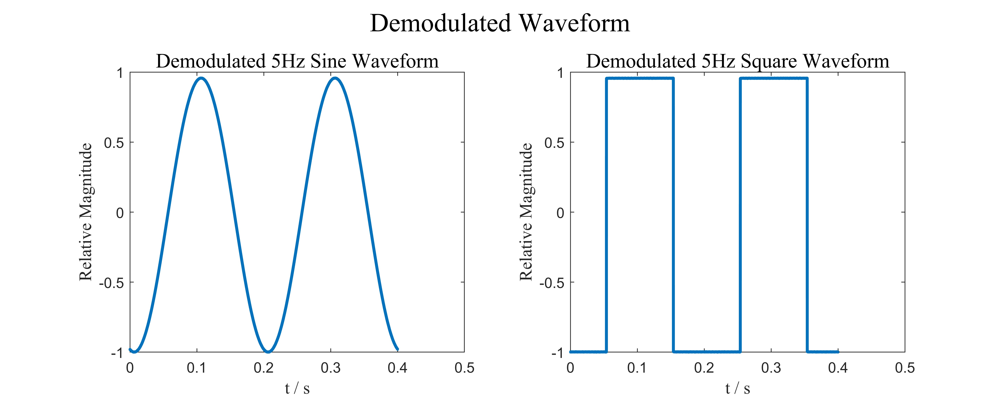 Demodulated Waveform
Demodulated 5Hz Sine Waveform
1
0.5
0
-0.5
-1
Relative Magnitude
0 0.1 0.2 0.3 0.4 0.5
t / s
Demodulated 5Hz Square Waveform
1
0.5
0
-0.5
-1
Relative Magnitude
0 0.1 0.2 0.3 0.4 0.5
t / s